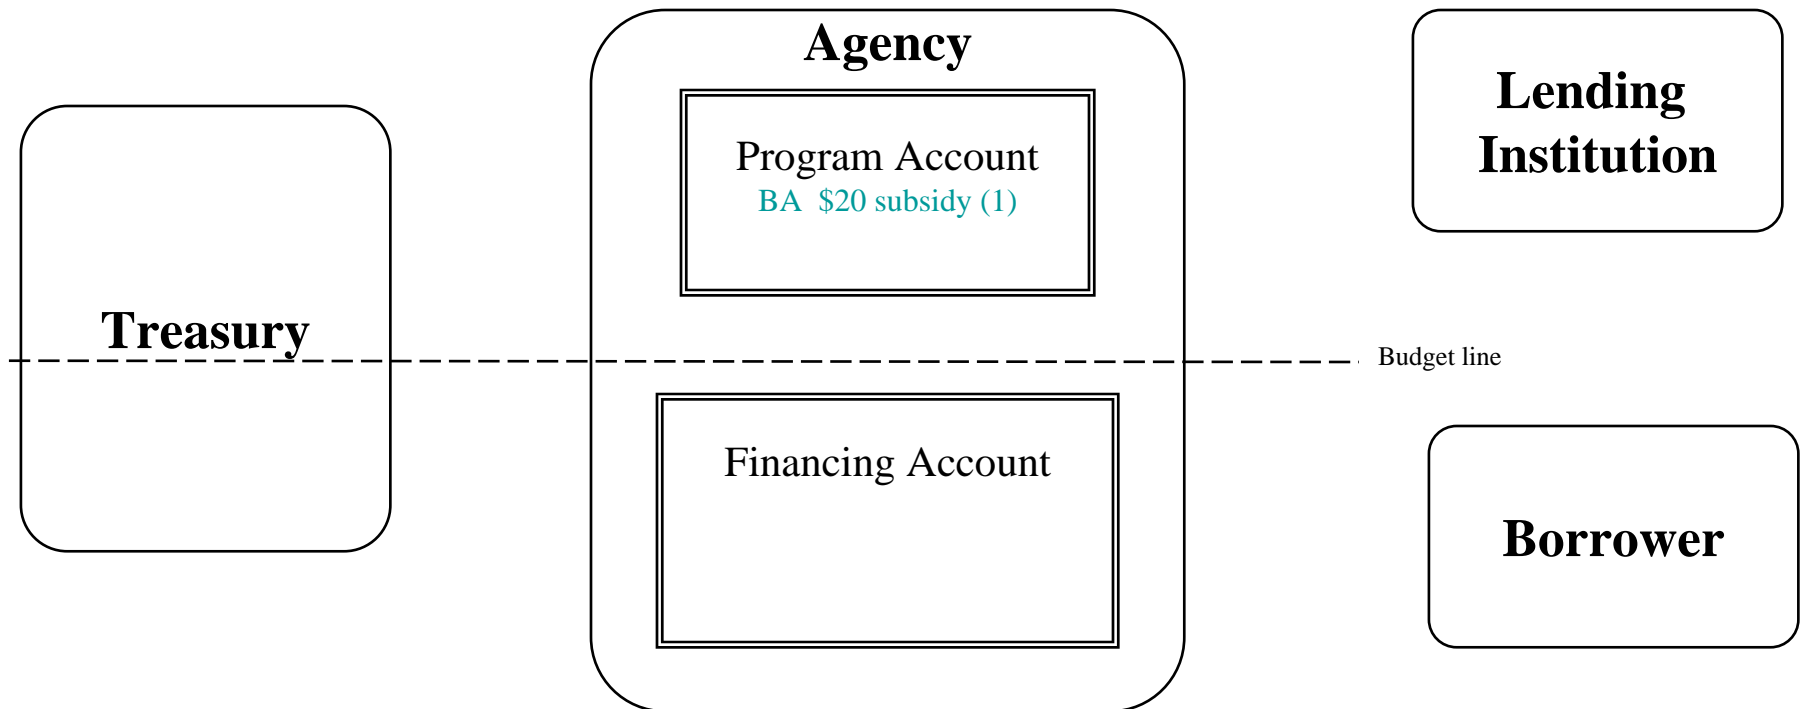 Agency
Lending
Institution
Program Account
BA  $20 subsidy (1)
Treasury
Budget line
Financing Account
Borrower